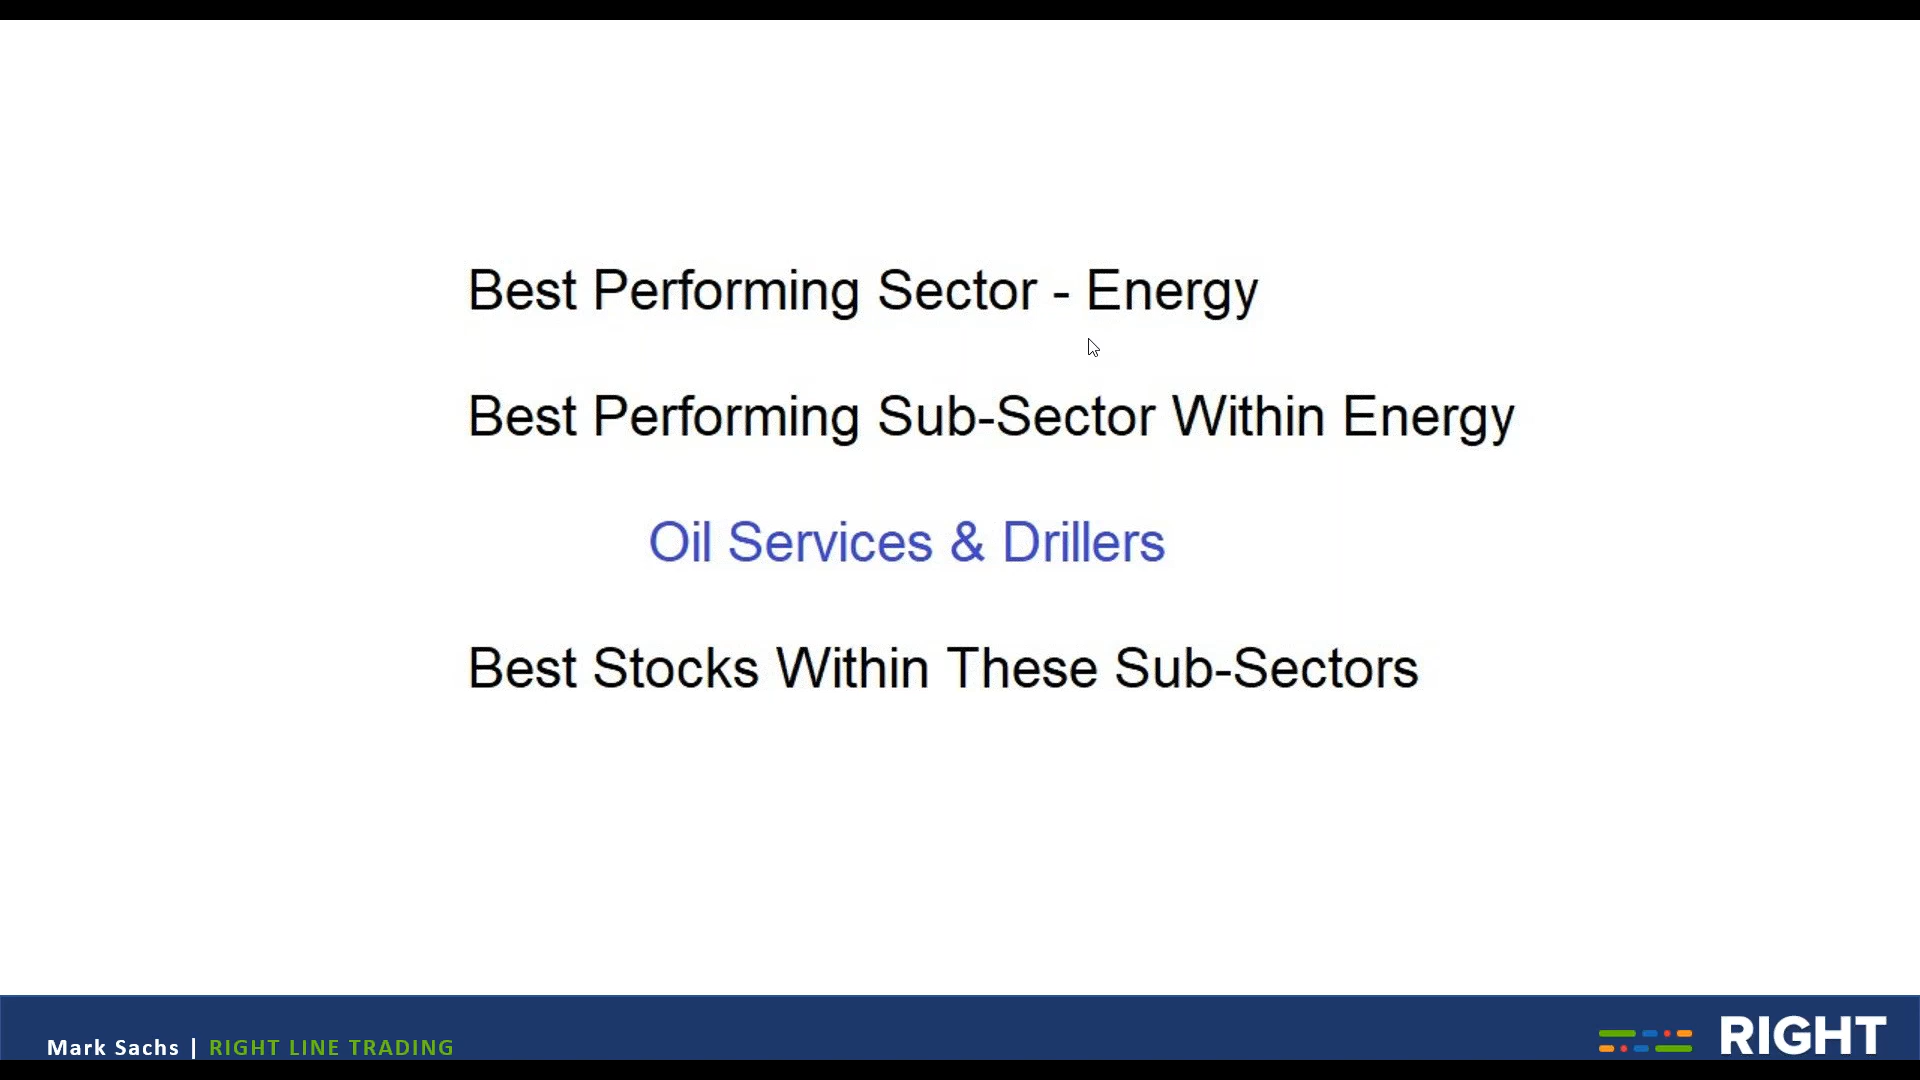 Best Performing Sector - Energy
Best Performing Sub-Sector Within Energy
Oil Services & Drillers
Best Stocks Within These Sub-Sectors
Mark Sachs | RIGHT LINE TRADING
RIGHT